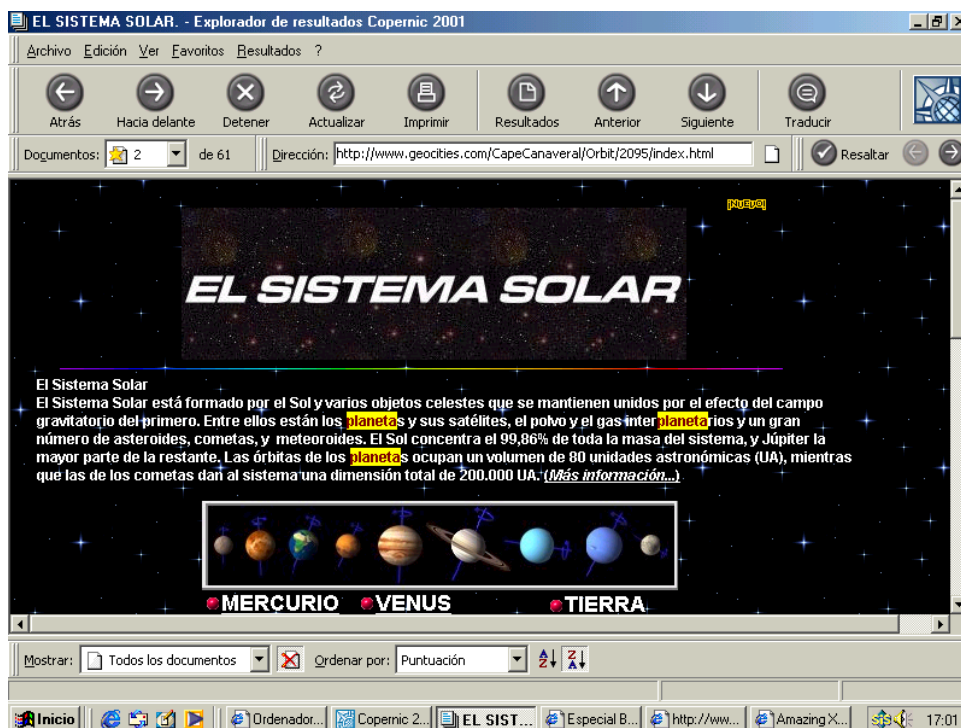 EL SISTEMA SOLAR. - Explorador de resultados Copernic 2001
Archivo Edición Ver Favoritos Resultados ?
Atrás Hacia delante Detener Actualizar Imprimir Resultados Anterior Siguiente Traducir
Documentos: 2 de 61 Dirección: http://www.geocities.com/CapeCanaveral/Orbit/2095/index.html Resaltar
¡NUEVO!
EL SISTEMA SOLAR
El Sistema Solar
El Sistema Solar está formado por el Sol y varios objetos celestes que se mantienen unidos por el efecto del campo
gravitatorio del primero. Entre ellos están los planetas y sus satélites, el polvo y el gas interplanetarios y un gran
número de asteroides, cometas, y meteoroides. El Sol concentra el 99,86% de toda la masa del sistema, y Júpiter la
mayor parte de la restante. Las órbitas de los planetas ocupan un volumen de 80 unidades astronómicas (UA), mientras
que las de los cometas dan al sistema una dimensión total de 200.000 UA. (Más información...)
MERCURIO VENUS TIERRA
Mostrar: Todos los documentos Ordenar por: Puntuación
Inicio Ordenador... Copernic 2... EL SIST... Especial B... http://ww... Amazing X... 17:01